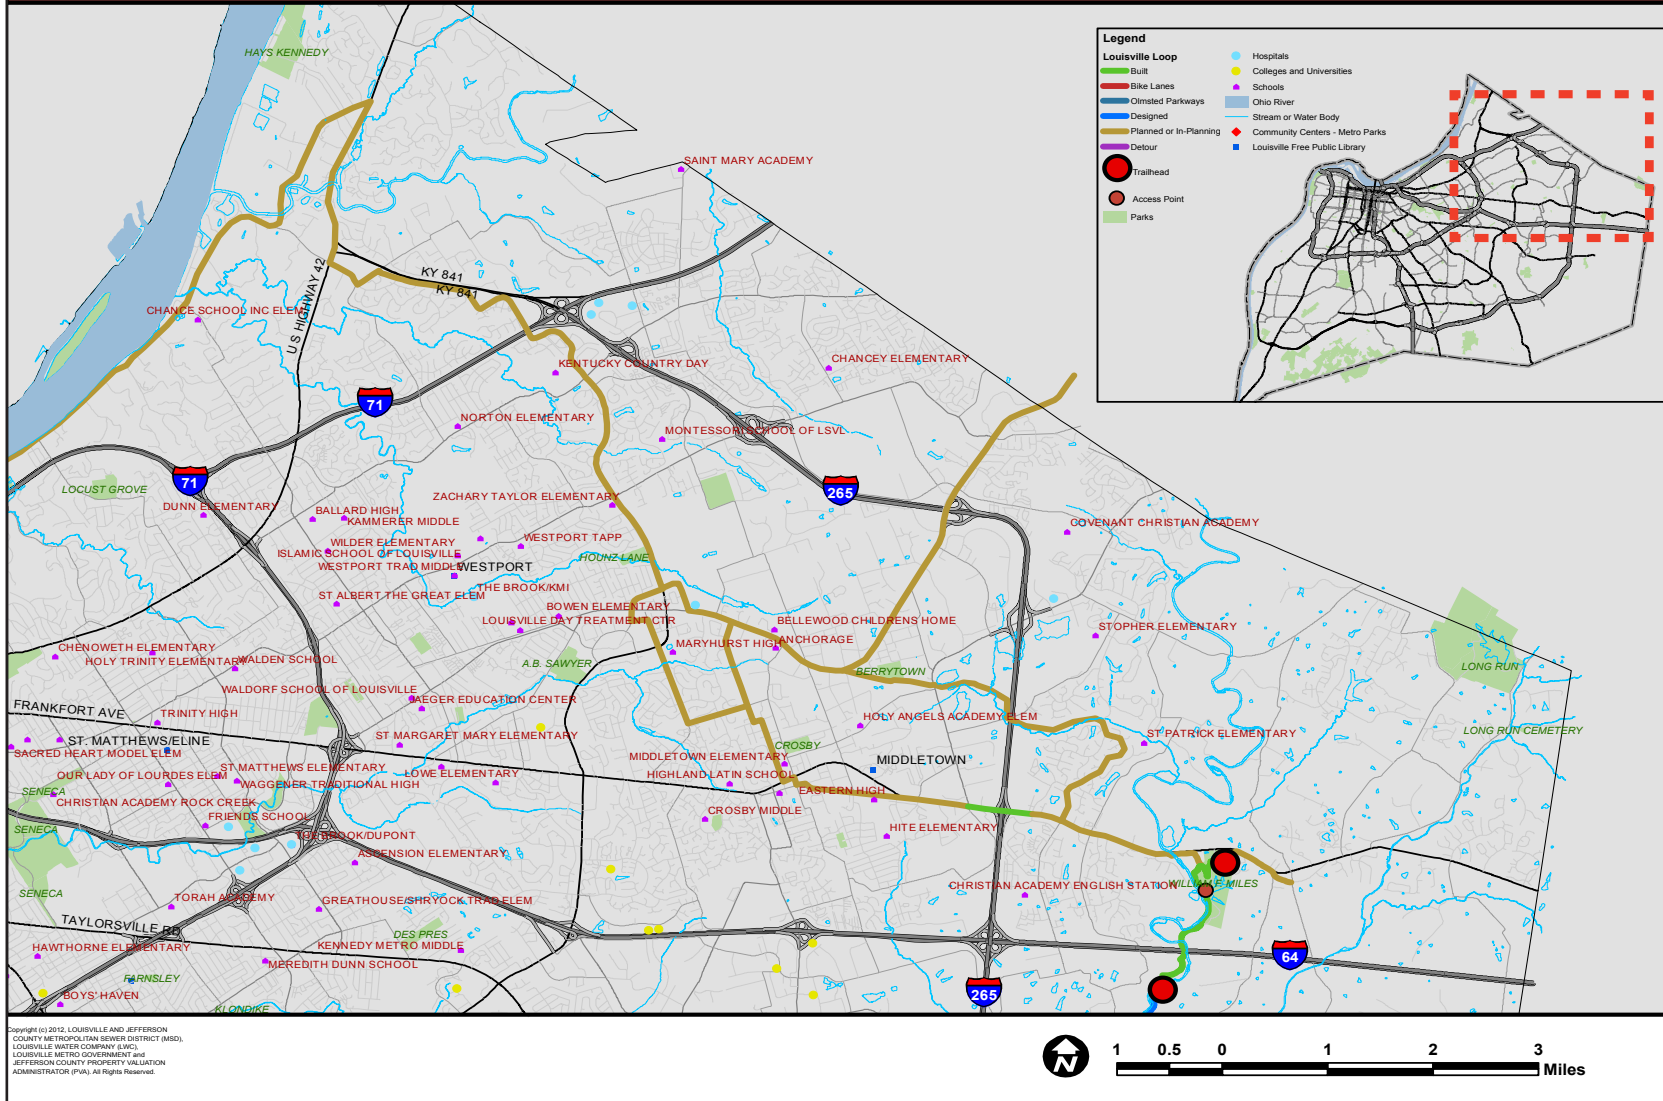 HAYS KENNEDY
Legend
Louisville Loop
Built
Bike Lanes
Olmsted Parkways
Designed
Planned or In-Planning
Detour
Trailhead
Access Point
Parks
Hospitals
Colleges and Universities
Schools
Ohio River
Stream or Water Body
Community Centers - Metro Parks
Louisville Free Public Library
SAINT MARY ACADEMY
KY 841
KY 841
U S HIGHWAY 42
CHANCE SCHOOL INC ELEM
KENTUCKY COUNTRY DAY
CHANCEY ELEMENTARY
71
NORTON ELEMENTARY
MONTESSORI SCHOOL OF LSVL
71
265
LOCUST GROVE
ZACHARY TAYLOR ELEMENTARY
DUNN ELEMENTARY
BALLARD HIGH
KAMMERER MIDDLE
COVENANT CHRISTIAN ACADEMY
WILDER ELEMENTARY
WESTPORT TAPP
ISLAMIC SCHOOL OF LOUISVILLE
HOUNZ LANE
WESTPORT TRAD MIDDLE
WESTPORT
THE BROOK/KMI
ST ALBERT THE GREAT ELEM
BOWEN ELEMENTARY
LOUISVILLE DAY TREATMENT CTR
BELLEWOOD CHILDRENS HOME
STOPHER ELEMENTARY
MARYHURST HIGH
ANCHORAGE
CHENOWETH ELEMENTARY
HOLY TRINITY ELEMENTARY
WALDEN SCHOOL
A.B. SAWYER
BERRYTOWN
LONG RUN
WALDORF SCHOOL OF LOUISVILLE
JAEGER EDUCATION CENTER
FRANKFORT AVE
TRINITY HIGH
HOLY ANGELS ACADEMY ELEM
LONG RUN CEMETERY
ST. MATTHEWS/ELINE
ST MARGARET MARY ELEMENTARY
ST PATRICK ELEMENTARY
SACRED HEART MODEL ELEM
CROSBY
MIDDLETOWN ELEMENTARY
MIDDLETOWN
ST MATTHEWS ELEMENTARY
OUR LADY OF LOURDES ELEM
LOWE ELEMENTARY
HIGHLAND LATIN SCHOOL
WAGGENER TRADITIONAL HIGH
SENECA
EASTERN HIGH
CHRISTIAN ACADEMY ROCK CREEK
CROSBY MIDDLE
FRIENDS SCHOOL
SENECA
THE BROOK/DUPONT
HITE ELEMENTARY
ASCENSION ELEMENTARY
SENECA
CHRISTIAN ACADEMY ENGLISH STATION
WILLIAM F MILES
TORAH ACADEMY
GREATHOUSE/SHRYOCK TRAD ELEM
TAYLORSVILLE RD
DES PRES
HAWTHORNE ELEMENTARY
KENNEDY METRO MIDDLE
64
MEREDITH DUNN SCHOOL
FARNSLEY
265
BOYS' HAVEN
KLONDIKE
Copyright (c) 2012, LOUISVILLE AND JEFFERSON
COUNTY METROPOLITAN SEWER DISTRICT (MSD),
LOUISVILLE WATER COMPANY (LWC),
LOUISVILLE METRO GOVERNMENT and
JEFFERSON COUNTY PROPERTY VALUATION
ADMINISTRATOR (PVA). All Rights Reserved.
N
1 0.5 0 1 2 3
Miles